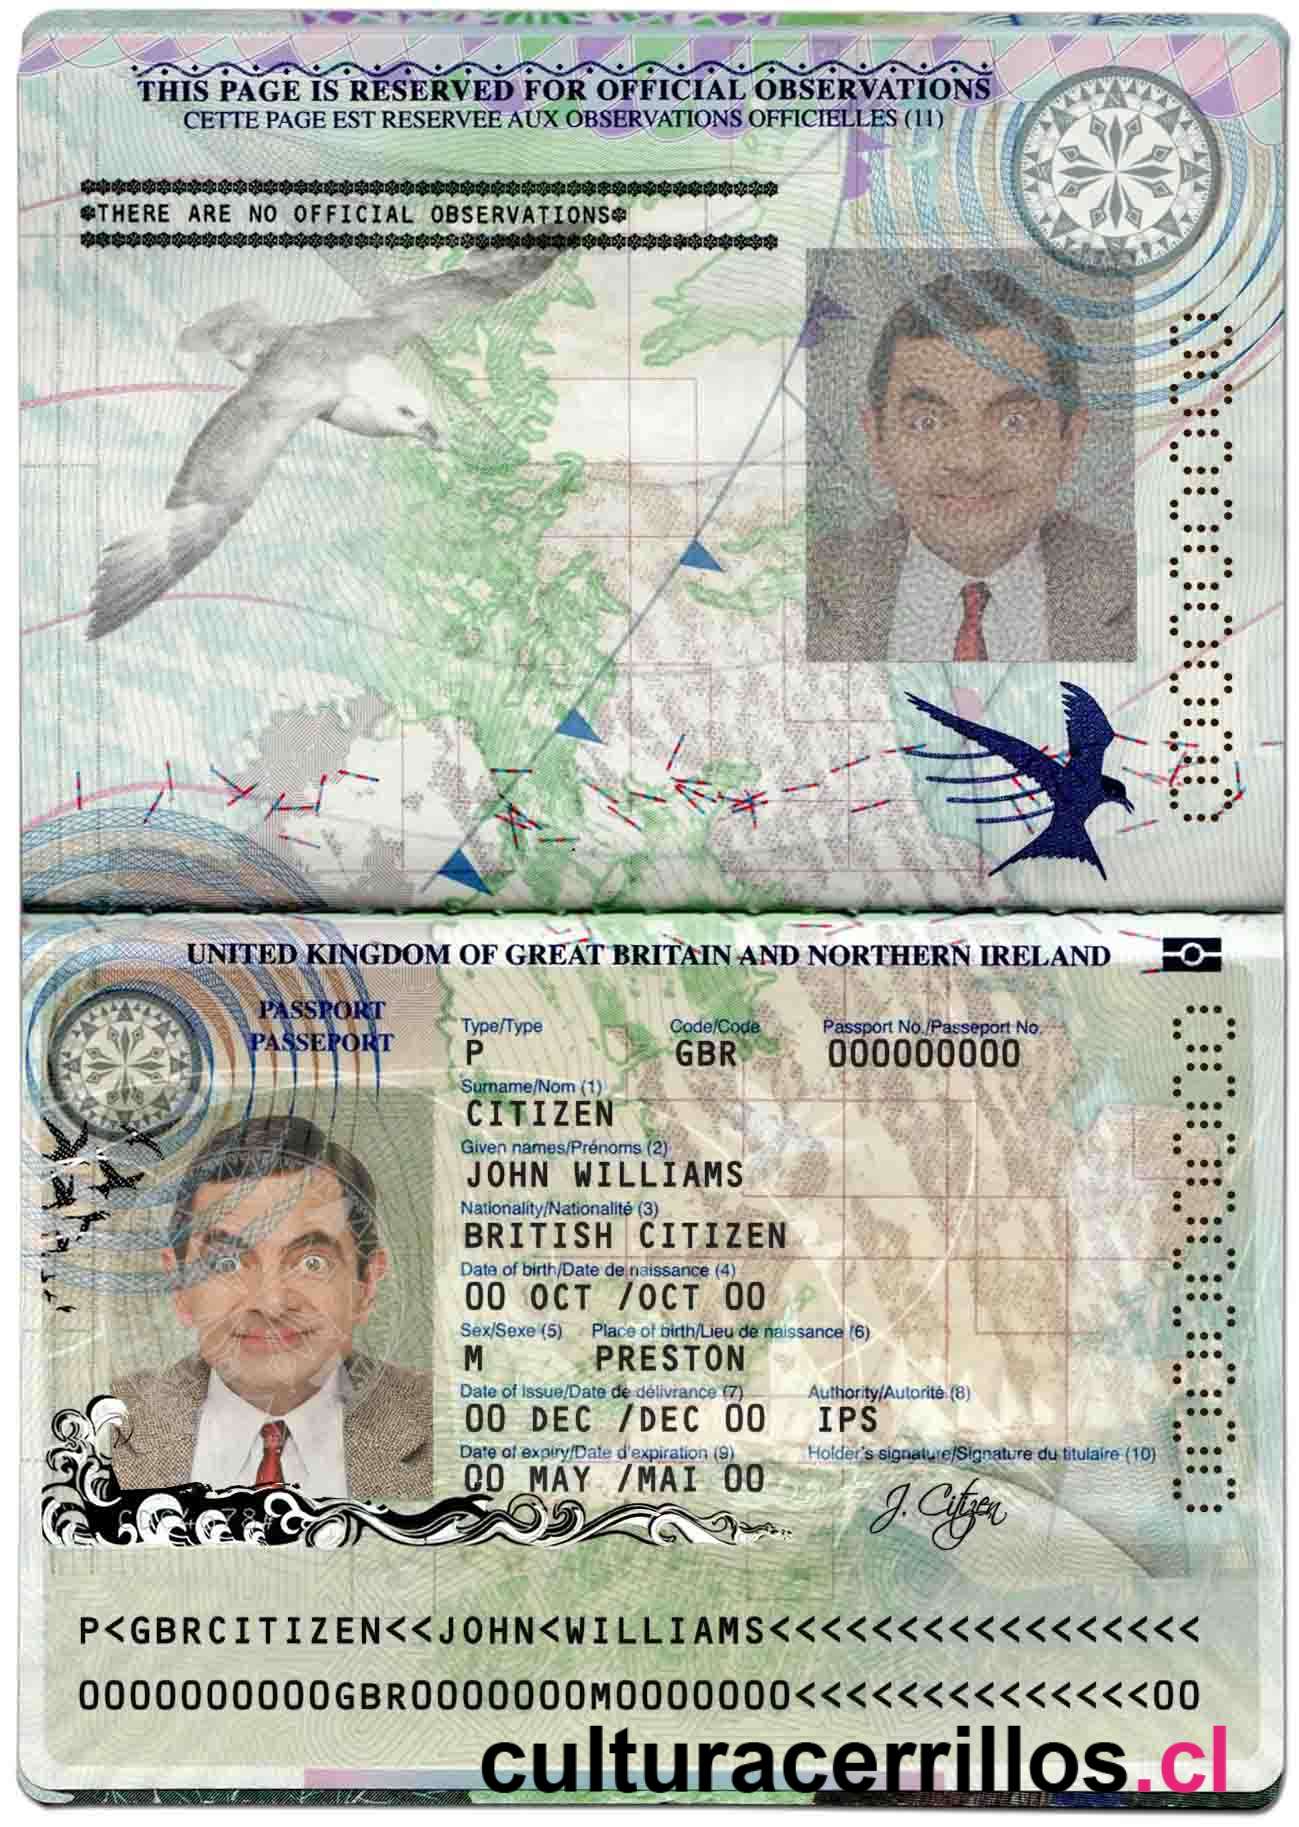 THIS PAGE IS RESERVED FOR OFFICIAL OBSERVATIONS
CETTE PAGE EST RESERVEE AUX OBSERVATIONS OFFICIELLES (11)
*THERE ARE NO OFFICIAL OBSERVATIONS*
UNITED KINGDOM OF GREAT BRITAIN AND NORTHERN IRELAND
PASSPORT
PASSEPORT
Type/Type Code/Code Passport No./Passeport No.
P GBR 000000000
Surname/Nom (1)
CITIZEN
Given names/Prénoms (2)
JOHN WILLIAMS
Nationality/Nationalité (3)
BRITISH CITIZEN
Date of birth/Date de naissance (4)
00 OCT /OCT 00
Sex/Sexe (5) Place of birth/Lieu de naissance (6)
M PRESTON
Date of Issue/Date de délivrance (7) Authority/Autorité (8)
00 DEC /DEC 00 IPS
Date of expiry/Date d'expiration (9) Holder's signature/Signature du titulaire (10)
00 MAY /MAI 00
J. Citizen
P<GBRCITIZEN<<JOHN<WILLIAMS<<<<<<<<<<<<<<<<<
0000000000GBR0000000M0000000<<<<<<<<<<<<<<00
culturacerrillos.cl